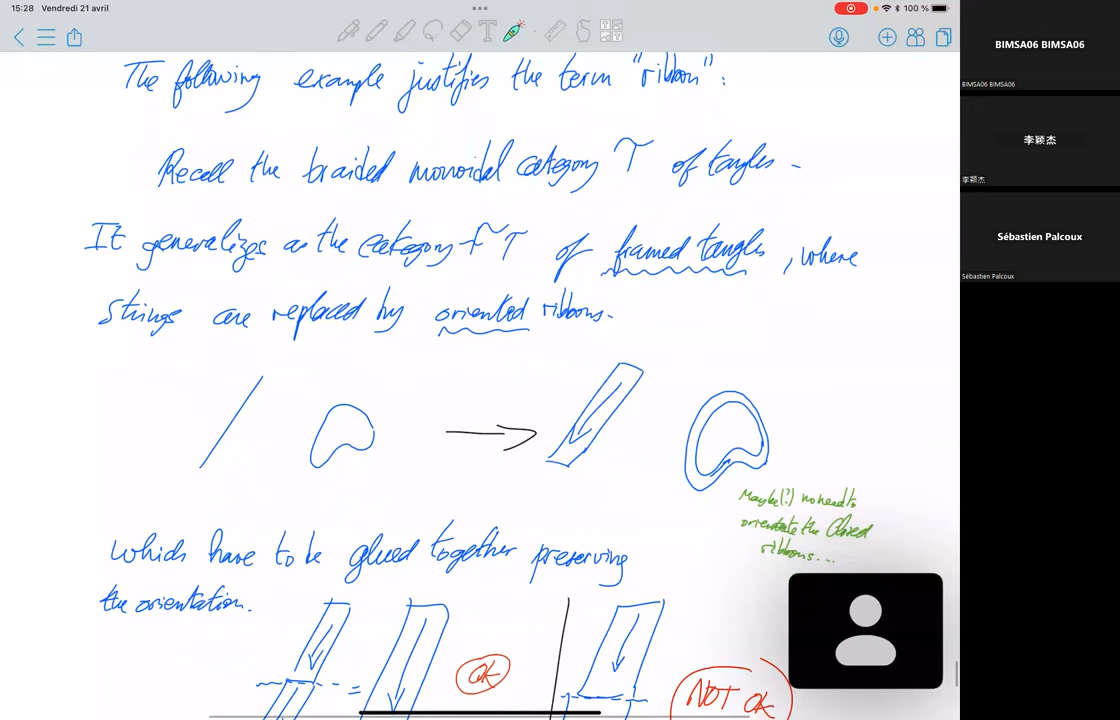 15:28 Vendredi 21 avril
100 %
The following example justifies the term "ribbon":
Recall the braided monoidal category T of tangles -
It generalizes as the category f T of framed tangles, where
strings are replaced by oriented ribbons.
Maybe(?) no need to
orientate the closed
ribbons...
which have to be glued together preserving
the orientation.
=
OK
NOT OK
BIMSA06 BIMSA06
BIMSA06 BIMSA06
李颖杰
李颖杰
Sébastien Palcoux
Sébastien Palcoux